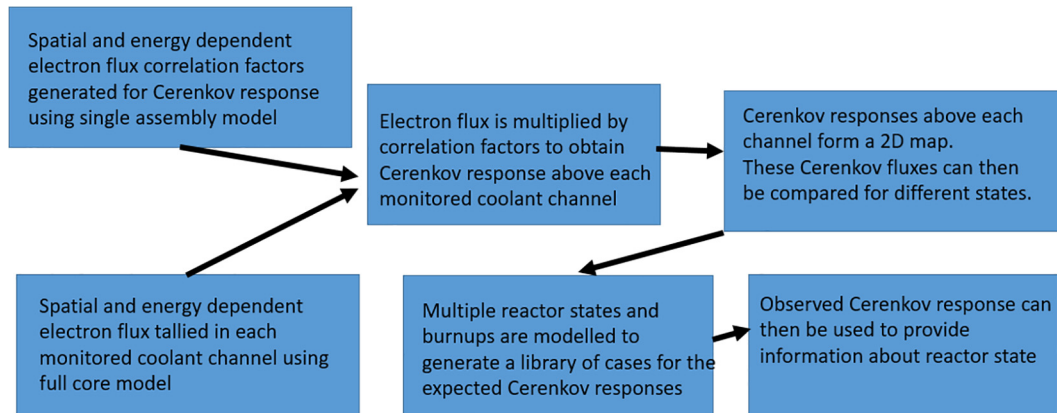 Spatial and energy dependent
electron flux correlation factors
generated for Cerenkov response
using single assembly model
Spatial and energy dependent
electron flux tallied in each
monitored coolant channel using
full core model
Electron flux is multiplied by
correlation factors to obtain
Cerenkov response above each
monitored coolant channel
Cerenkov responses above each
channel form a 2D map.
These Cerenkov fluxes can then
be compared for different states.
Multiple reactor states and
burnups are modelled to
generate a library of cases for the
expected Cerenkov responses
Observed Cerenkov response can
then be used to provide
information about reactor state